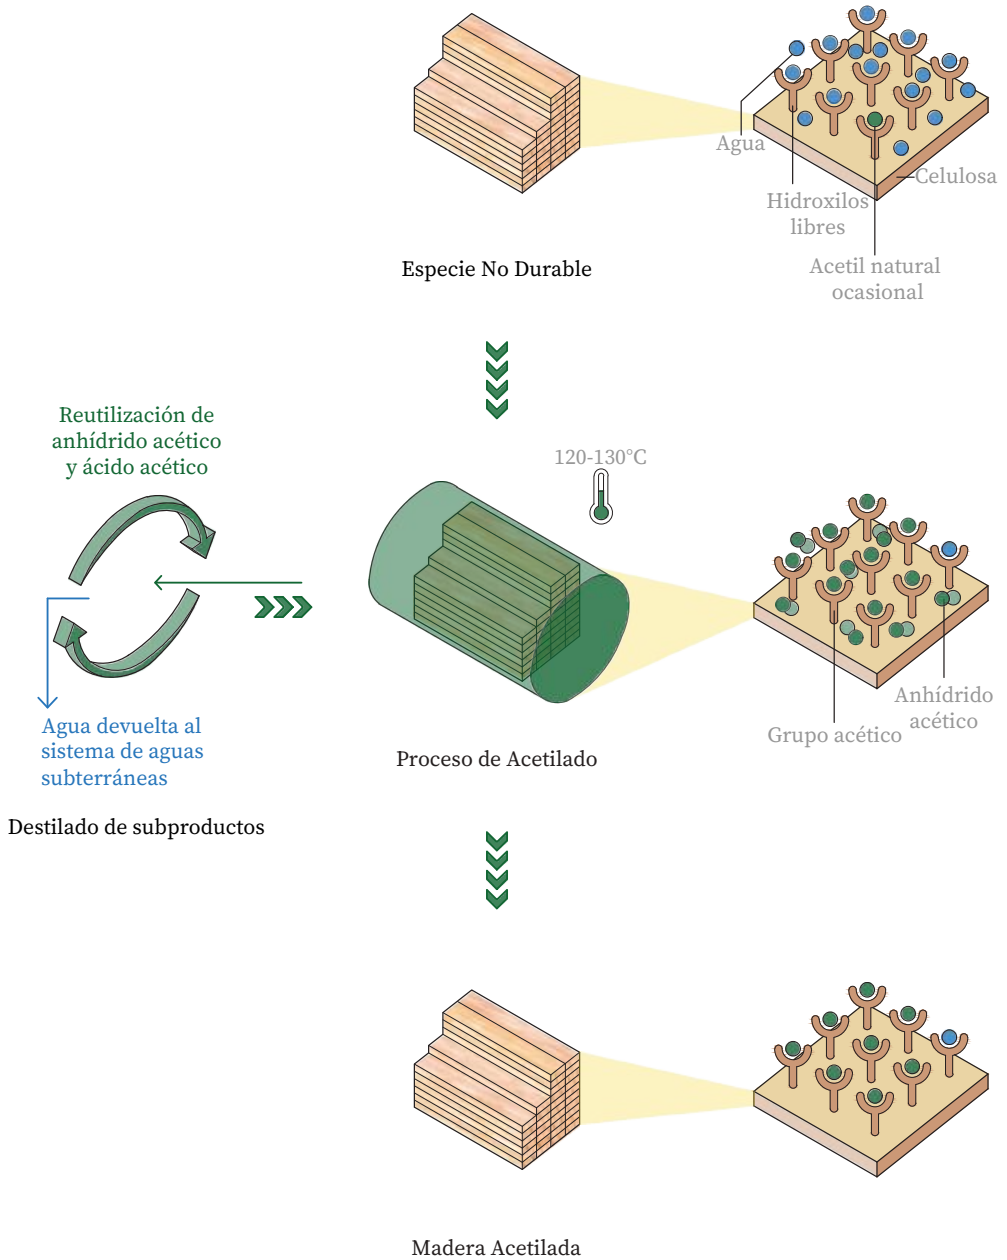 Agua
Celulosa
Hidroxilos
libres
Acetil natural
ocasional
Especie No Durable
Reutilización de
anhídrido acético
y ácido acético
120-130°C
Agua devuelta al
sistema de aguas
subterráneas
Anhídrido
acético
Grupo acético
Proceso de Acetilado
Destilado de subproductos
Madera Acetilada